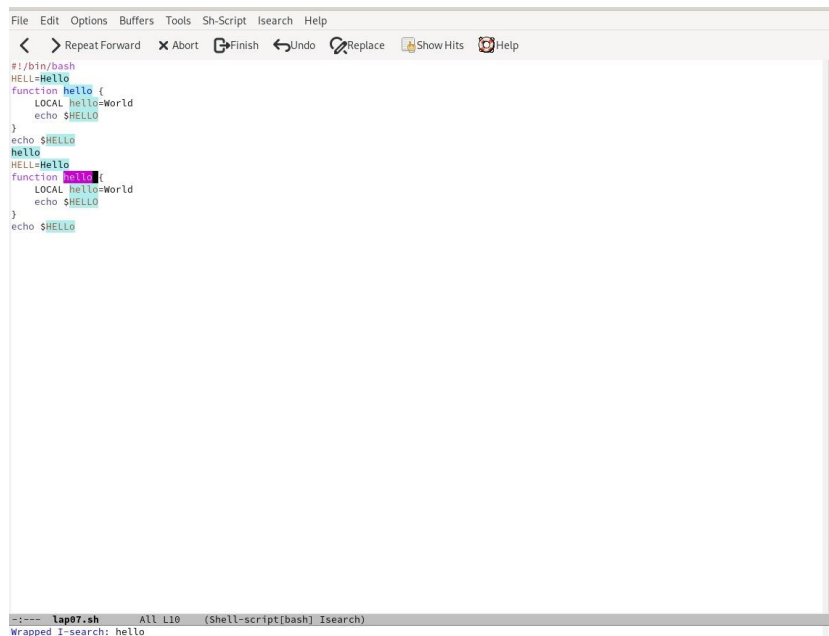 File Edit Options Buffers Tools Sh-Script Isearch Help
Repeat Forward Abort Finish Undo Replace Show Hits Help
#!/bin/bash
HELL=Hello
function hello {
    LOCAL hello=World
    echo $HELLO
}
echo $HELLo
hello
HELL=Hello
function hello {
    LOCAL hello=World
    echo $HELLO
}
echo $HELLo
-:--- lap07.sh All L10 (Shell-script[bash] Isearch)
Wrapped I-search: hello